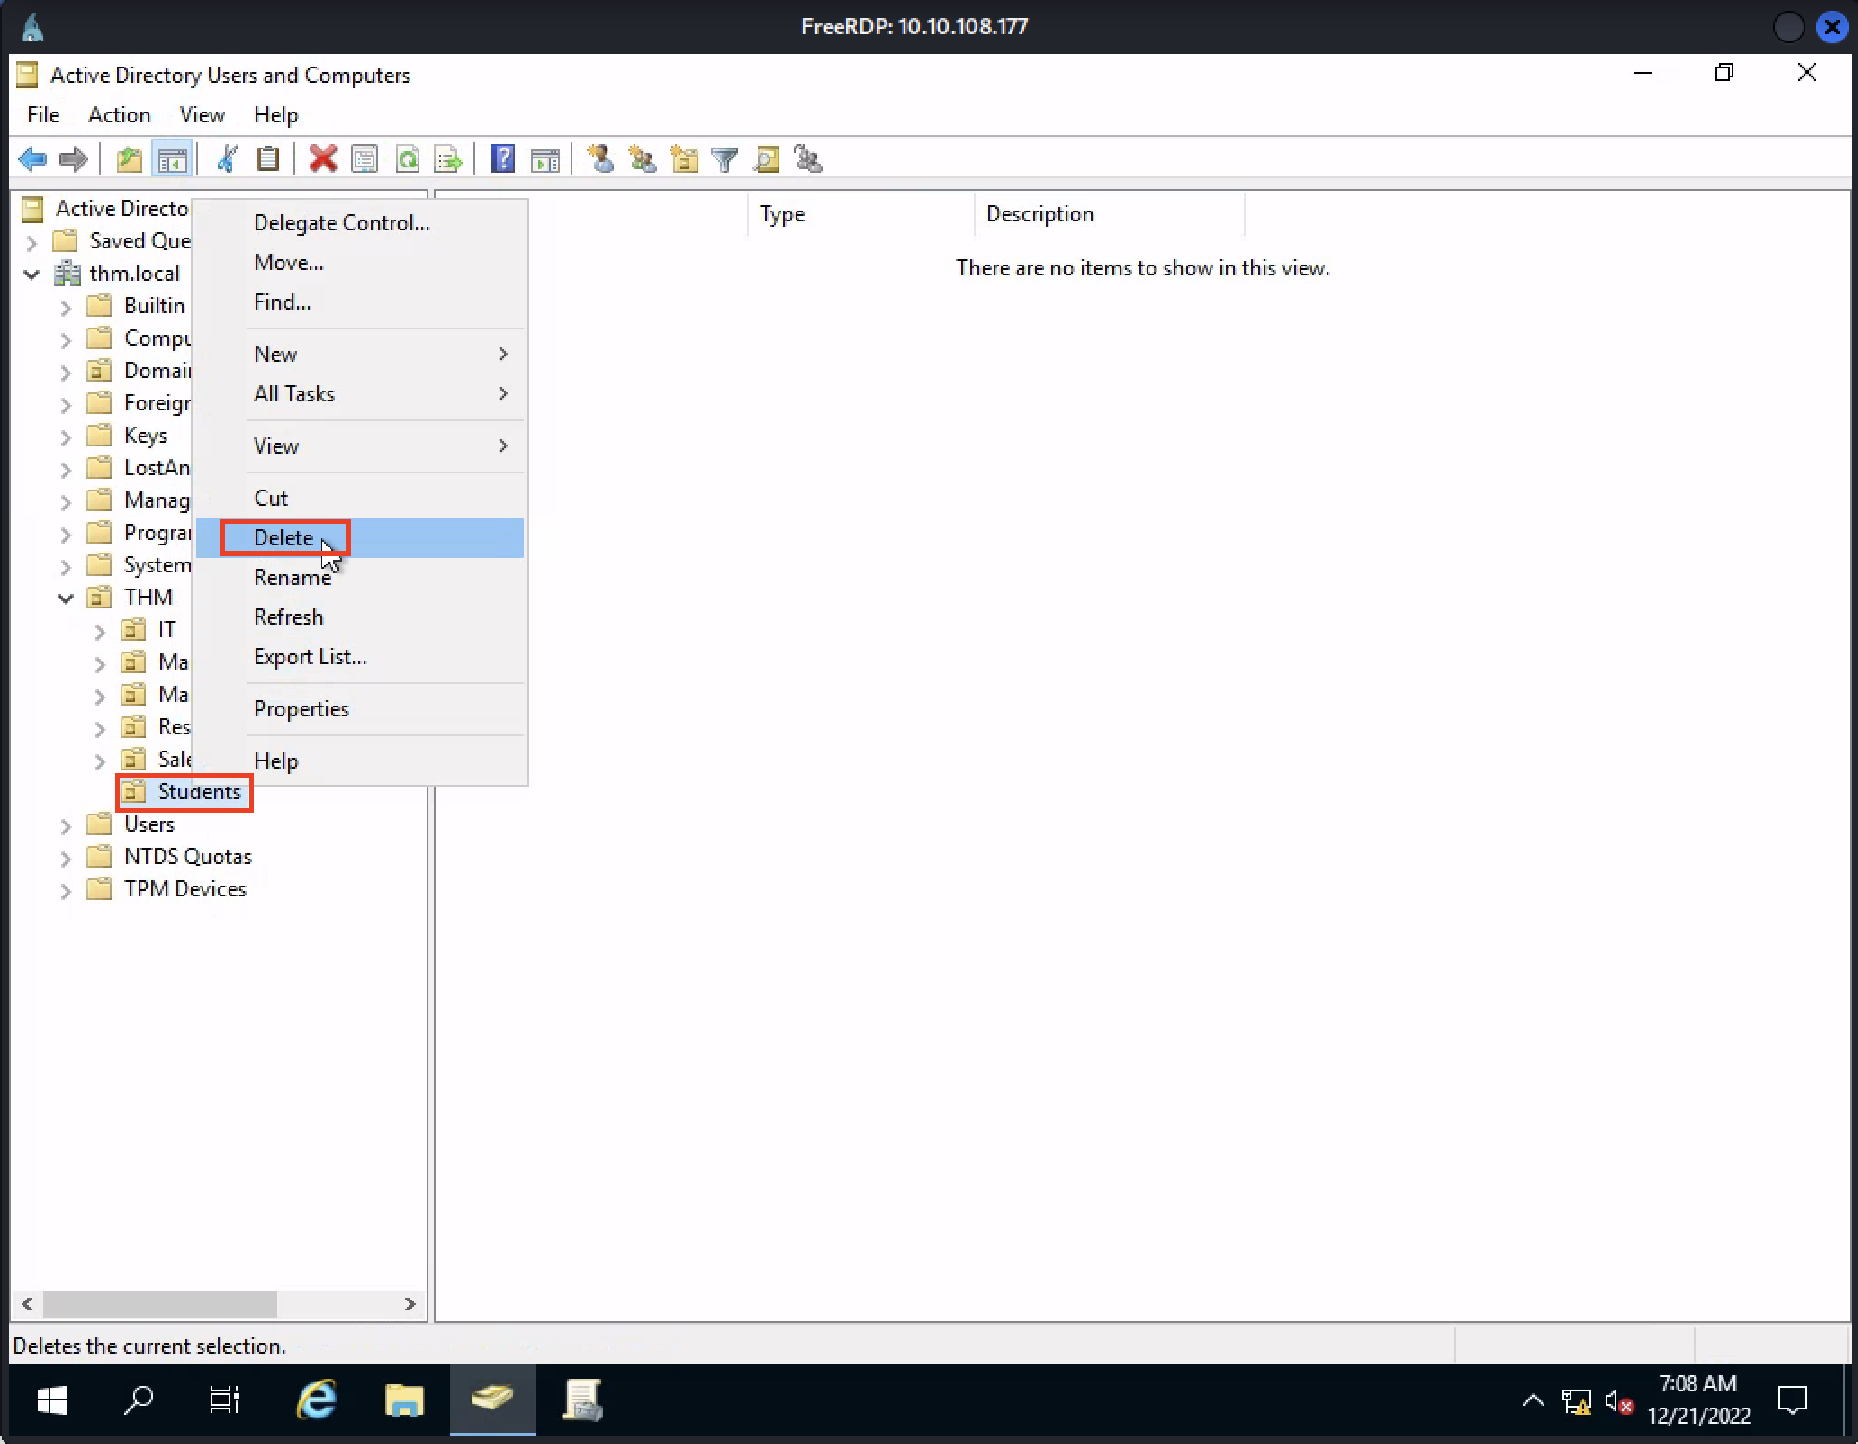 FreeRDP: 10.10.108.177
Active Directory Users and Computers
File Action View Help
Active Directo
Saved Que
thm.local
Builtin
Compu
Domain
Foreign
Keys
LostAn
Manag
Program
System
THM
IT
Ma
Ma
Res
Sale
Students
Users
NTDS Quotas
TPM Devices
Delegate Control...
Move...
Find...
New
All Tasks
View
Cut
Delete
Rename
Refresh
Export List...
Properties
Help
Type Description
There are no items to show in this view.
Deletes the current selection.
7:08 AM
12/21/2022